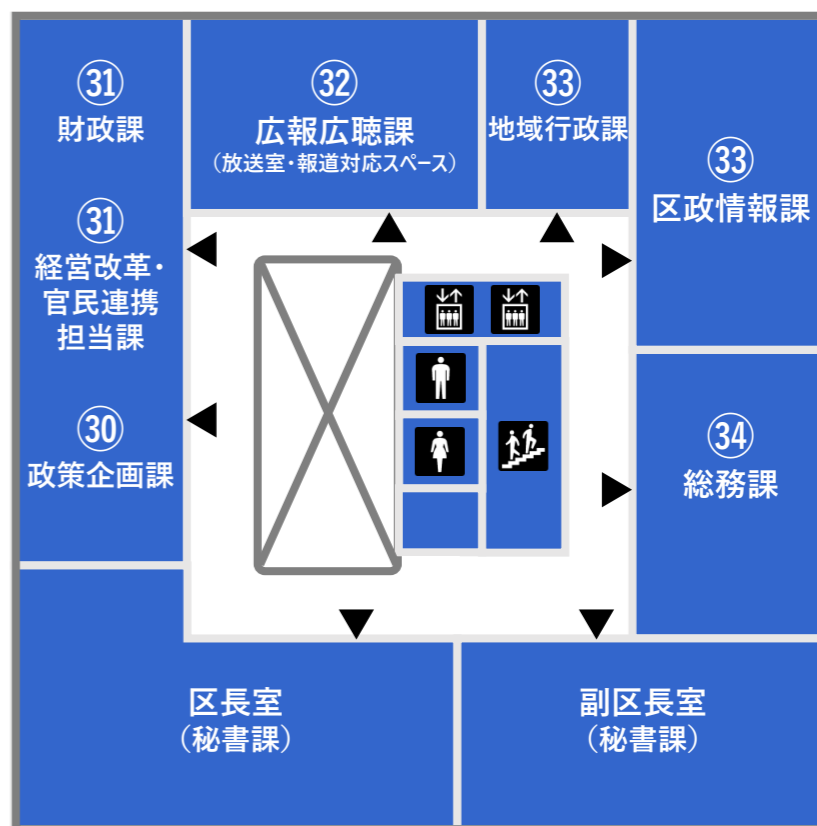 ㉛
財政課
㉛
経営改革・
官民連携
担当課
㉚
政策企画課
㉜
広報広聴課
（放送室・報道対応スペース）
㉝
地域行政課
㉝
区政情報課
㉞
総務課
区長室
（秘書課）
副区長室
（秘書課）